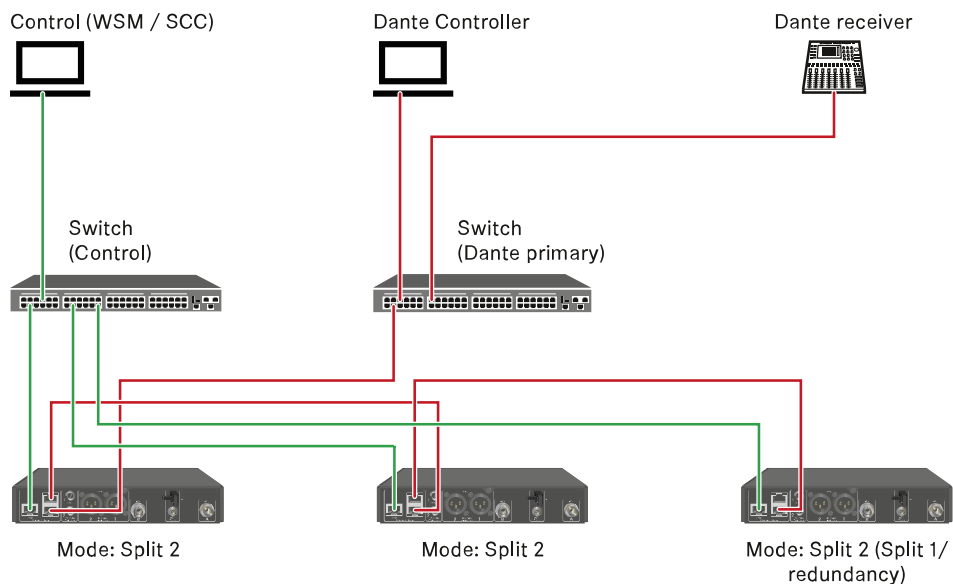 Control (WSM / SCC)
Dante Controller
Dante receiver
Switch
(Control)
Switch
(Dante primary)
Mode: Split 2
Mode: Split 2
Mode: Split 2 (Split 1/
redundancy)